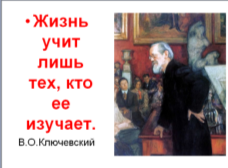 •Жизнь
учит
лишь
тех, кто
ее
изучает.
В.О.Ключевский